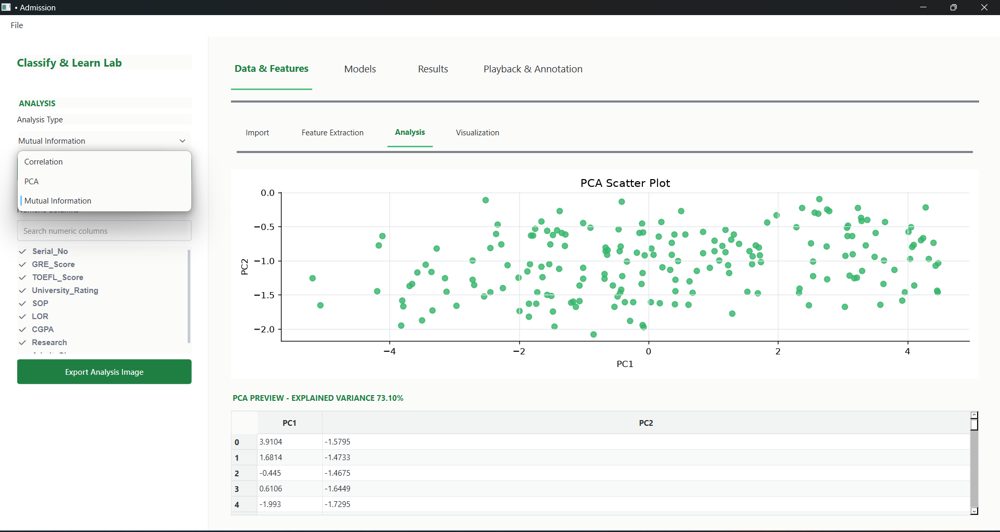 • Admission
File
Classify & Learn Lab
ANALYSIS
Analysis Type
Mutual Information
Correlation
PCA
Mutual Information
Search numeric columns
Serial_No
GRE_Score
TOEFL_Score
University_Rating
SOP
LOR
CGPA
Research
Export Analysis Image
Data & Features Models Results Playback & Annotation
Import Feature Extraction Analysis Visualization
PCA Scatter Plot
0.0
−0.5
−1.0
−1.5
−2.0
PC2
−4 −2 0 2 4
PC1
PCA PREVIEW - EXPLAINED VARIANCE 73.10%
PC1 PC2
0 3.9104 -1.5795
1 1.6814 -1.4733
2 -0.445 -1.4675
3 0.6106 -1.6449
4 -1.993 -1.7295